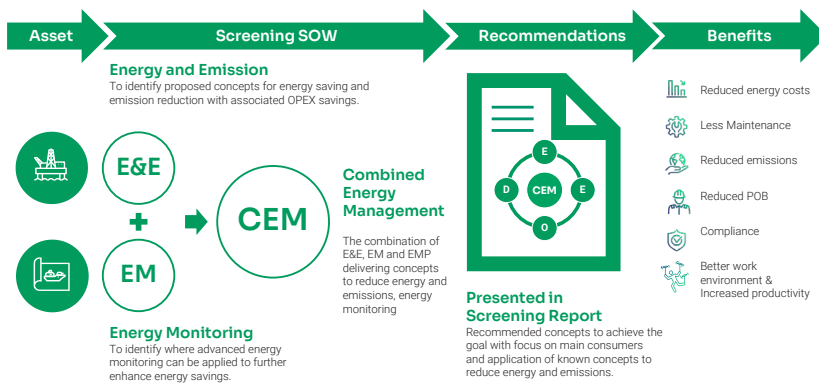 Asset
Screening SOW
Recommendations
Benefits
Energy and Emission
To identify proposed concepts for energy saving and
emission reduction with associated OPEX savings.
E&E
EM
CEM
Combined
Energy
Management
The combination of
E&E, EM and EMP
delivering concepts
to reduce energy and
emissions, energy
monitoring
Energy Monitoring
To identify where advanced energy
monitoring can be applied to further
enhance energy savings.
E
D
CEM
E
O
Presented in
Screening Report
Recommended concepts to achieve the
goal with focus on main consumers
and application of known concepts to
reduce energy and emissions.
Reduced energy costs
Less Maintenance
Reduced emissions
Reduced POB
Compliance
Better work
environment &
Increased productivity